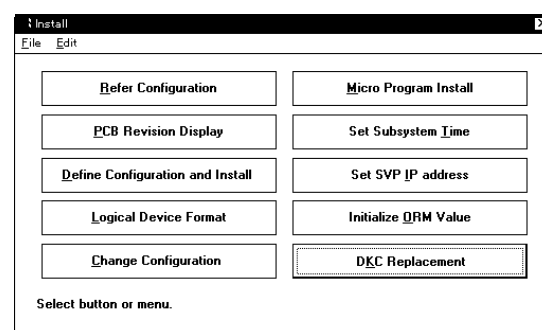 Install
File Edit
Refer Configuration
Micro Program Install
PCB Revision Display
Set Subsystem Time
Define Configuration and Install
Set SVP IP address
Logical Device Format
Initialize ORM Value
Change Configuration
DKC Replacement
Select button or menu.